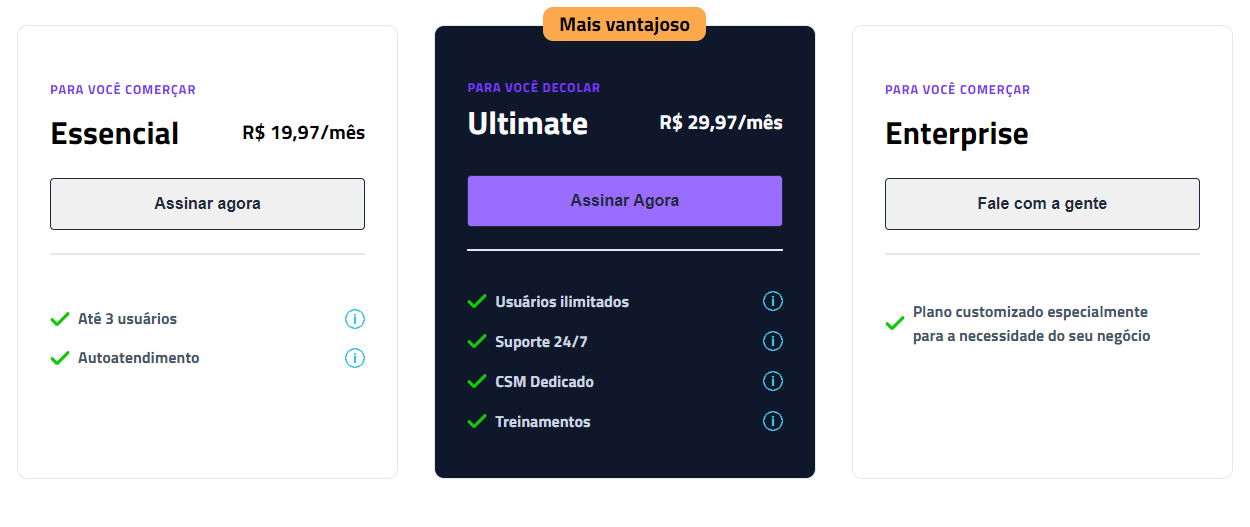 PARA VOCÊ COMERÇAR
Essencial
R$ 19,97/mês
Assinar agora
Até 3 usuários
Autoatendimento
Mais vantajoso
PARA VOCÊ DECOLAR
Ultimate
R$ 29,97/mês
Assinar Agora
Usuários ilimitados
Suporte 24/7
CSM Dedicado
Treinamentos
PARA VOCÊ COMERÇAR
Enterprise
Fale com a gente
Plano customizado especialmente
para a necessidade do seu negócio